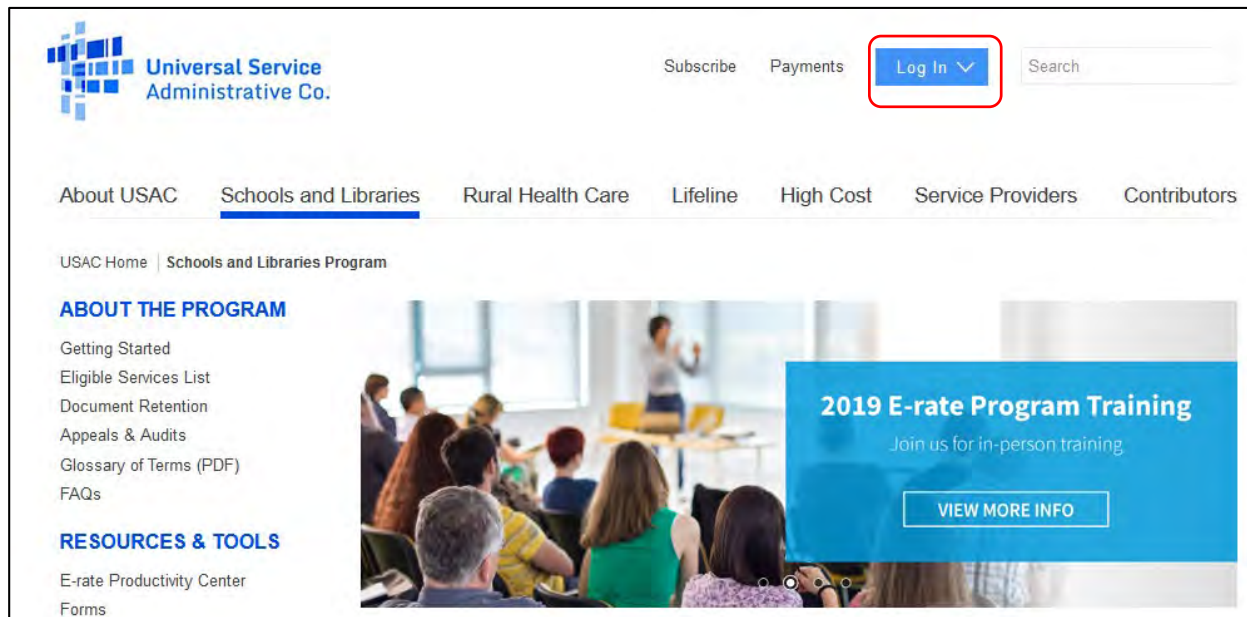 Universal Service
Administrative Co.
Subscribe Payments Log In Search
About USAC Schools and Libraries Rural Health Care Lifeline High Cost Service Providers Contributors
USAC Home Schools and Libraries Program
ABOUT THE PROGRAM
Getting Started
Eligible Services List
Document Retention
Appeals & Audits
Glossary of Terms (PDF)
FAQs
RESOURCES & TOOLS
E-rate Productivity Center
Forms
2019 E-rate Program Training
Join us for in-person training
VIEW MORE INFO